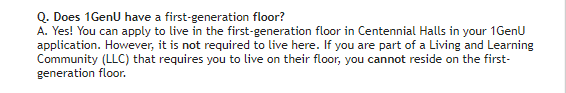 Q. Does 1GenU have a first-generation floor?
A. Yes! You can apply to live in the first-generation floor in Centennial Halls in your 1GenU
application. However, it is not required to live here. If you are part of a Living and Learning
Community (LLC) that requires you to live on their floor, you cannot reside on the first-
generation floor.